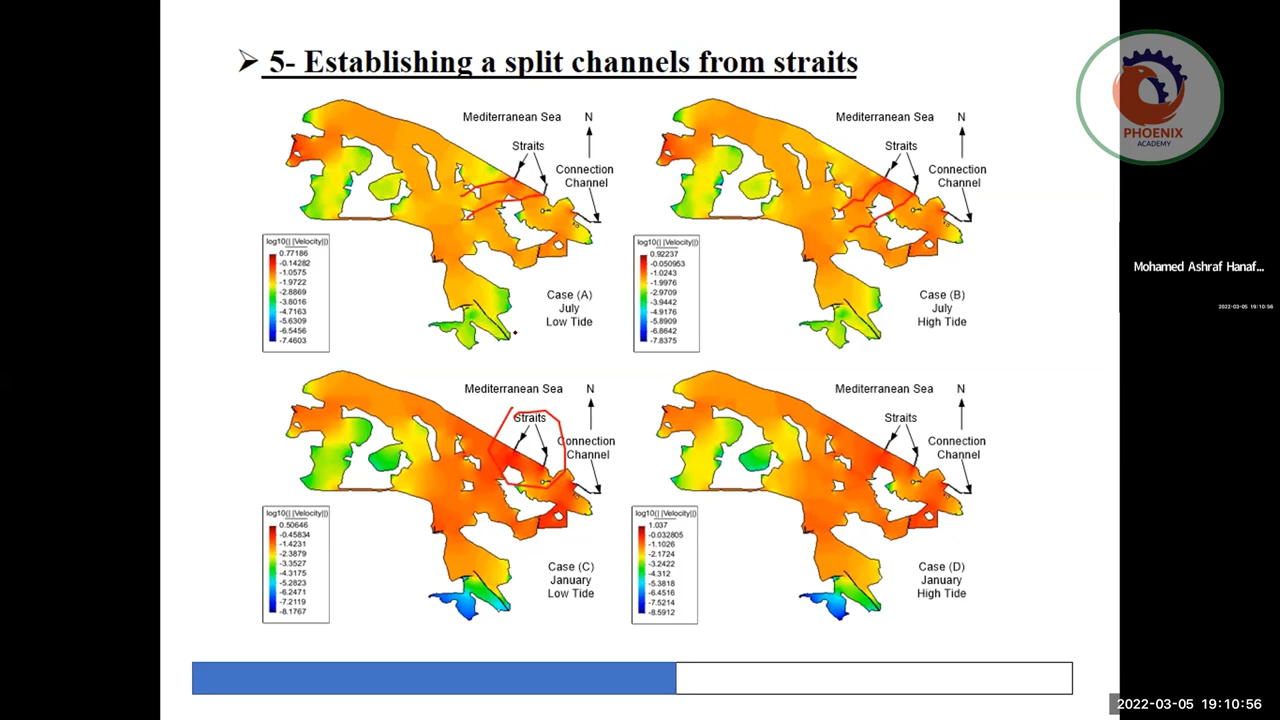 ➢ 5- Establishing a split channels from straits
Mediterranean Sea N
Straits
Connection
Channel
log10(| |Velocity||)
0.77186
-0.14282
-1.0575
-1.9722
-2.8869
-3.8016
-4.7163
-5.6309
-6.5456
-7.4603
Case (A)
July
Low Tide
Mediterranean Sea N
Straits
Connection
Channel
log10(| |Velocity||)
0.92237
-0.050953
-1.0243
-1.9976
-2.9709
-3.9442
-4.9176
-5.8909
-6.8642
-7.8375
Case (B)
July
High Tide
Mediterranean Sea N
Straits
Connection
Channel
log10(| |Velocity||)
0.50646
-0.45834
-1.4231
-2.3879
-3.3527
-4.3175
-5.2823
-6.2471
-7.2119
-8.1767
Case (C)
January
Low Tide
Mediterranean Sea N
Straits
Connection
Channel
log10(| |Velocity||)
1.037
-0.032805
-1.1026
-2.1724
-3.2422
-4.312
-5.3818
-6.4516
-7.5214
-8.5912
Case (D)
January
High Tide
PHOENIX
ACADEMY
Mohamed Ashraf Hanaf...
2022-03-05 19:10:56
2022-03-05 19:10:56